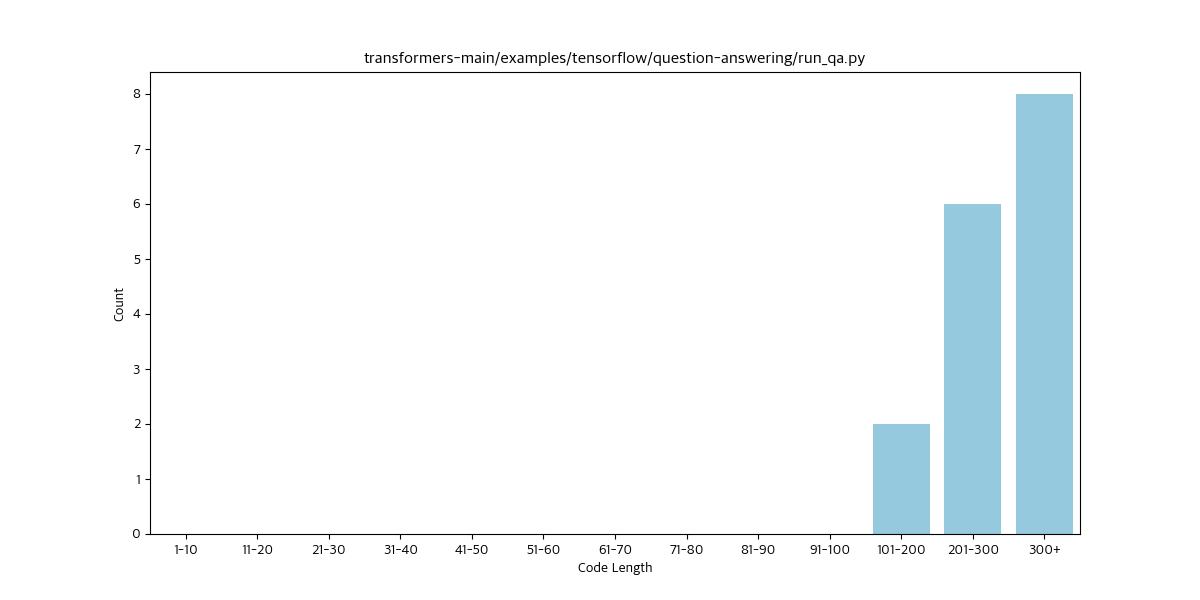 transformers-main/examples/tensorflow/question-answering/run_qa.py
8
7
6
5
4
3
2
1
0
Count
1-10 11-20 21-30 31-40 41-50 51-60 61-70 71-80 81-90 91-100 101-200 201-300 300+
Code Length